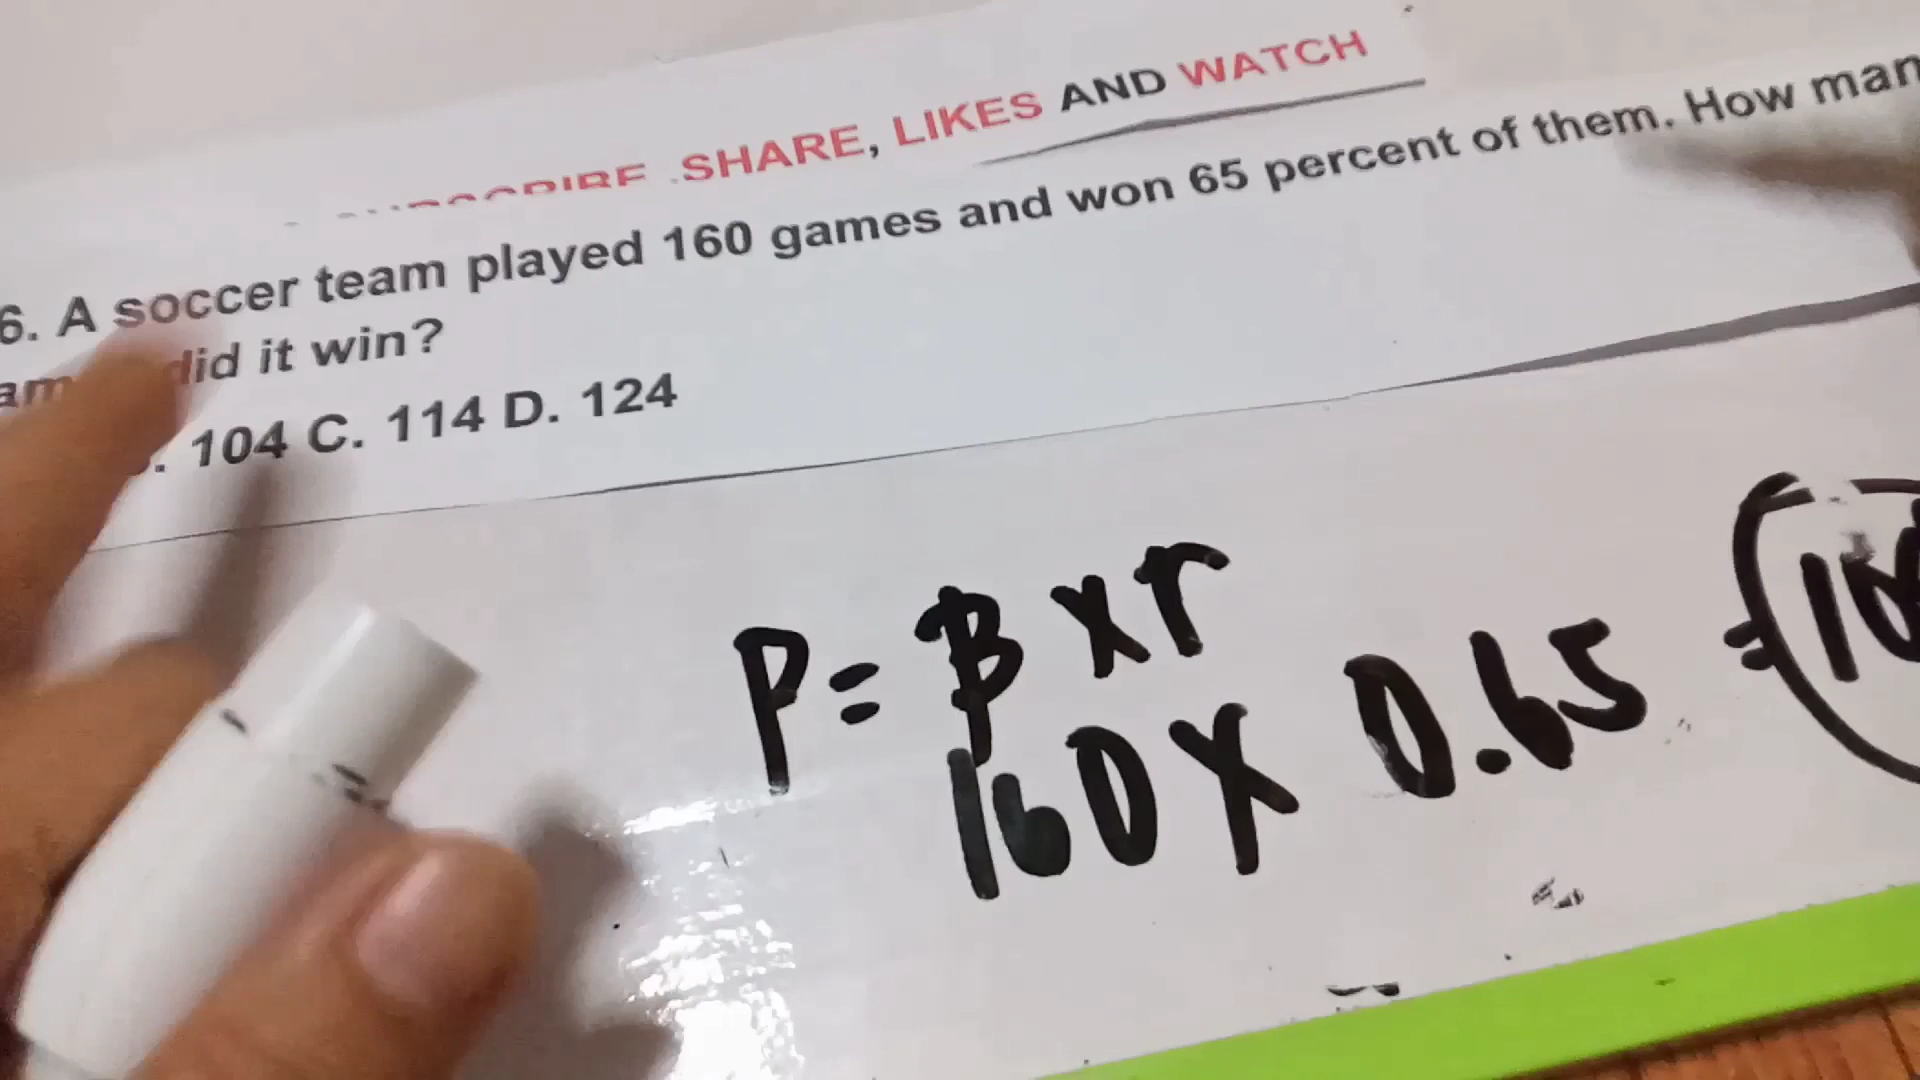 SHARE, LIKES AND WATCH
6. A soccer team played 160 games and won 65 percent of them. How
did it win?
104 C. 114 D. 124
P = B x r
160 x 0.65 =